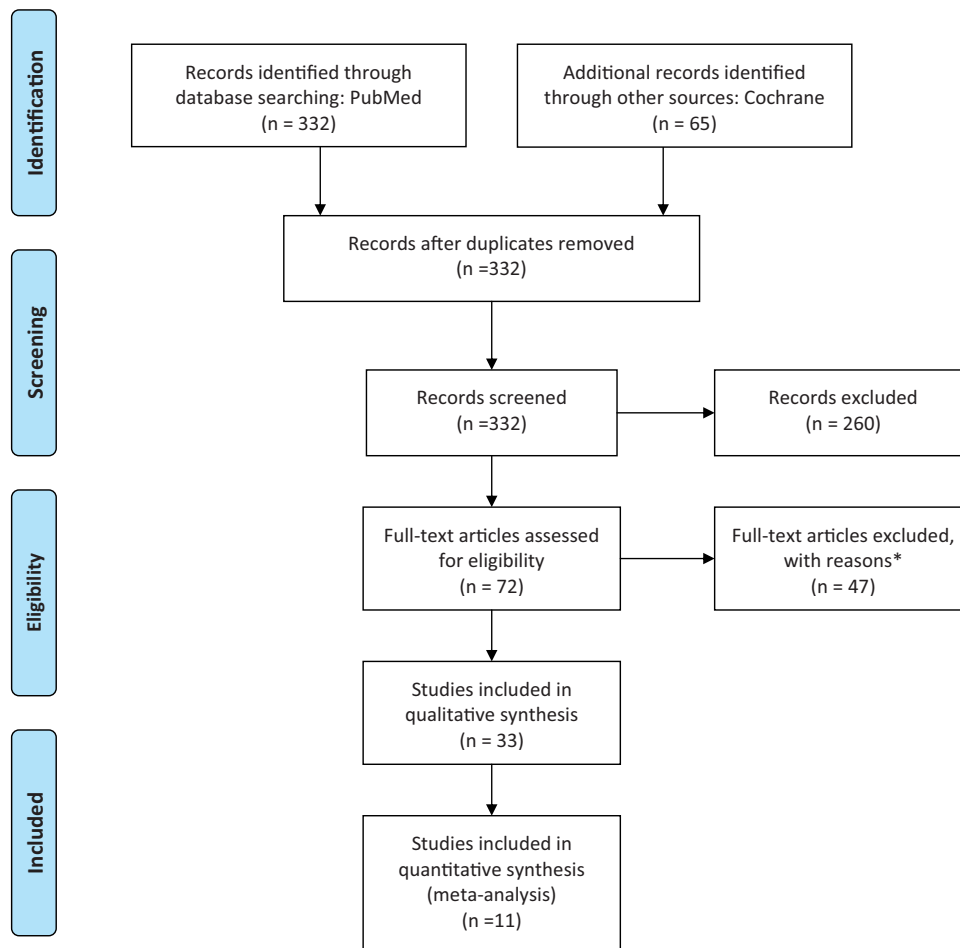 Identification
Records identified through
database searching: PubMed
(n = 332)
Additional records identified
through other sources: Cochrane
(n = 65)
Records after duplicates removed
(n =332)
Screening
Records screened
(n =332)
Records excluded
(n = 260)
Eligibility
Full-text articles assessed
for eligibility
(n = 72)
Full-text articles excluded,
with reasons*
(n = 47)
Studies included in
qualitative synthesis
(n = 33)
Included
Studies included in
quantitative synthesis
(meta-analysis)
(n =11)